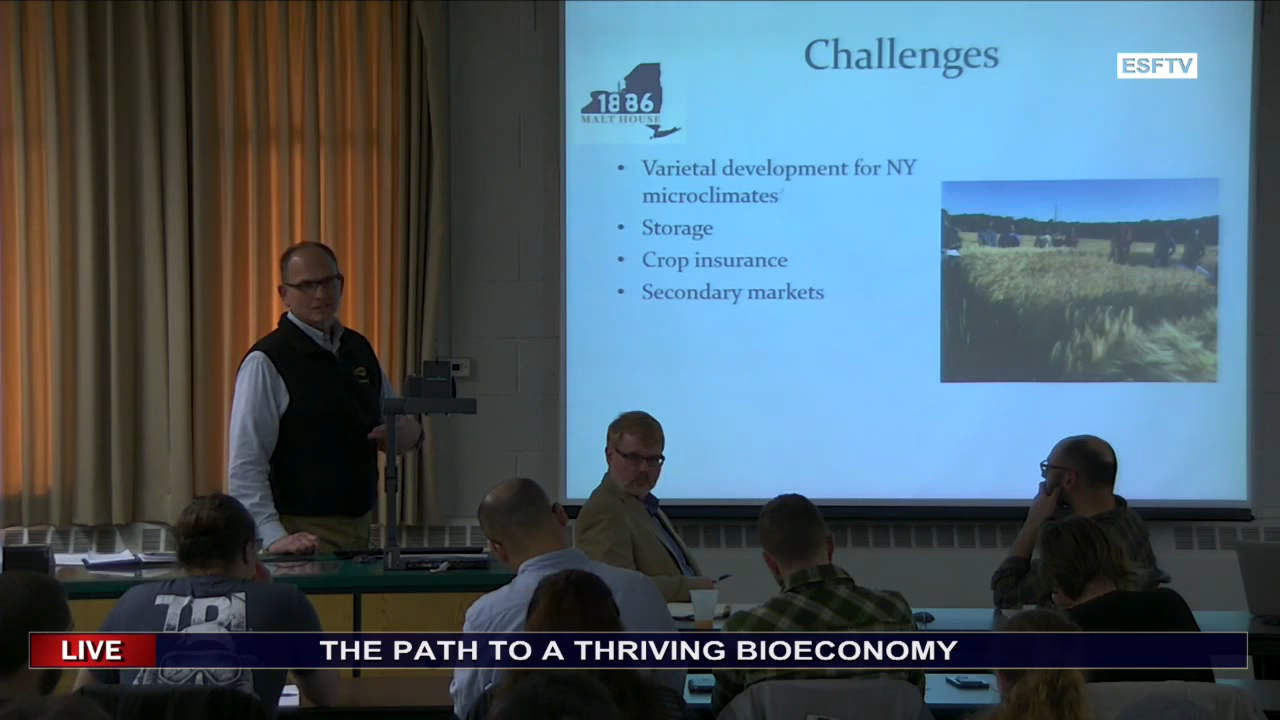 Challenges
ESFTV
1886
MALT HOUSE
• Varietal development for NY
microclimates
• Storage
• Crop insurance
• Secondary markets
TBI
LIVE
THE PATH TO A THRIVING BIOECONOMY